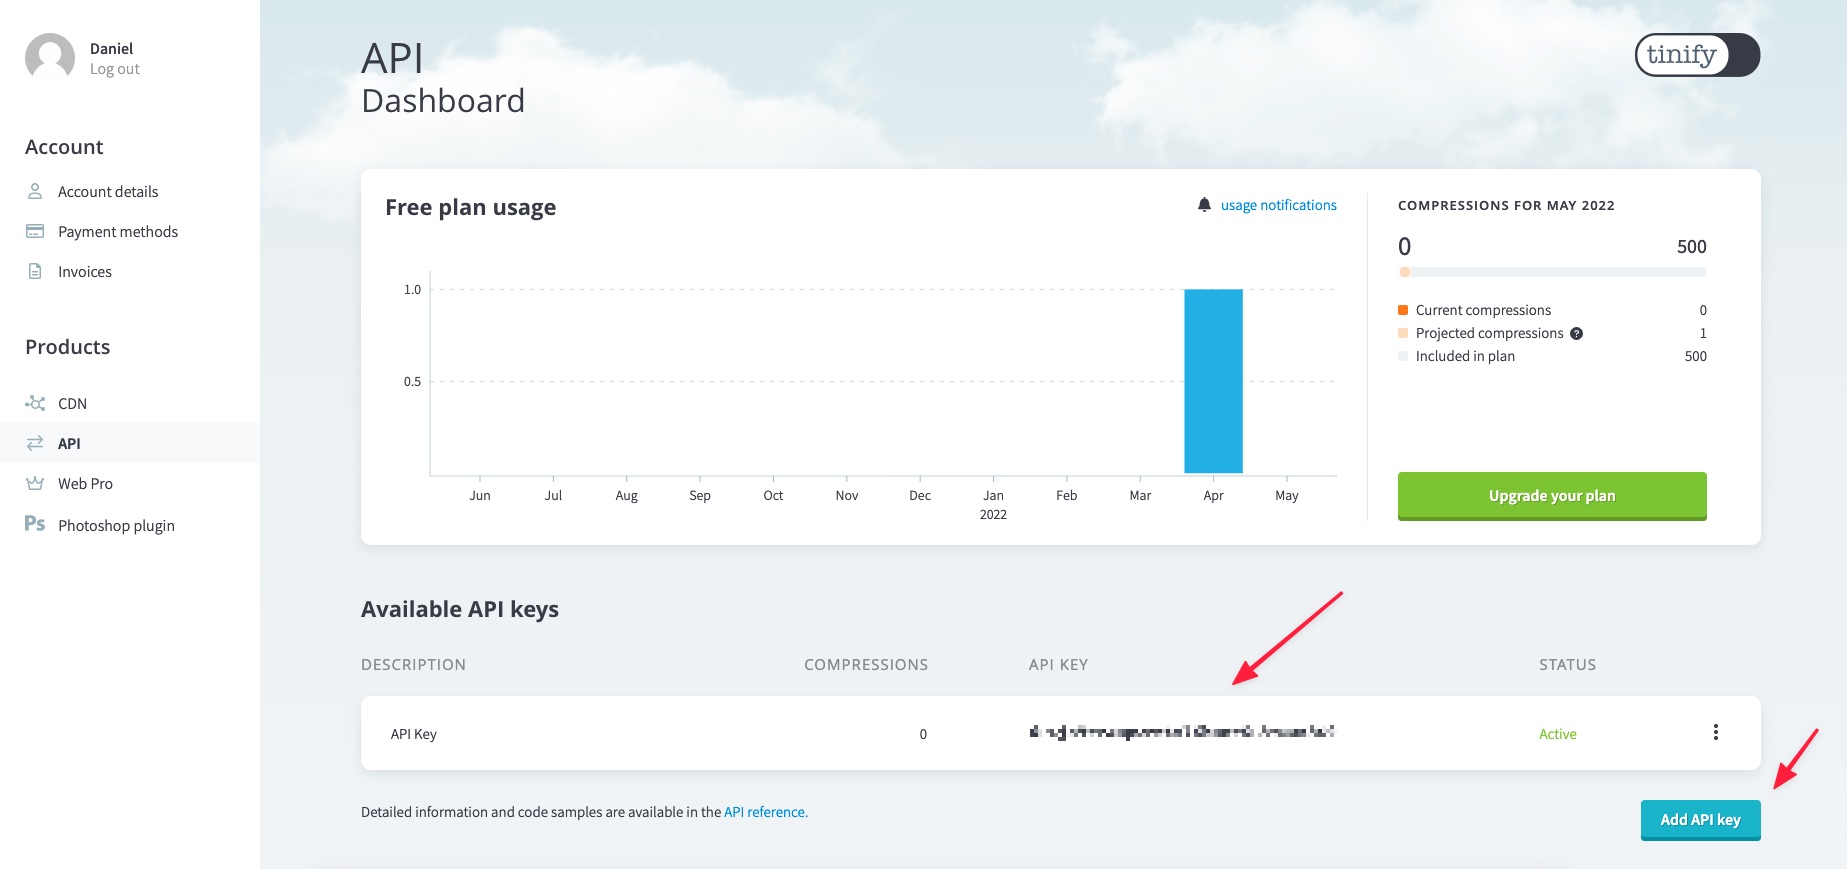 Daniel
Log out
Account
Account details
Payment methods
Invoices
Products
CDN
API
Web Pro
Ps Photoshop plugin
API
Dashboard
tinify
Free plan usage
usage notifications
1.0
0.5
Jun Jul Aug Sep Oct Nov Dec Jan Feb Mar Apr May
2022
COMPRESSIONS FOR MAY 2022
0 500
Current compressions 0
Projected compressions ? 1
Included in plan 500
Upgrade your plan
Available API keys
DESCRIPTION COMPRESSIONS API KEY STATUS
API Key 0 Active
Detailed information and code samples are available in the API reference.
Add API key